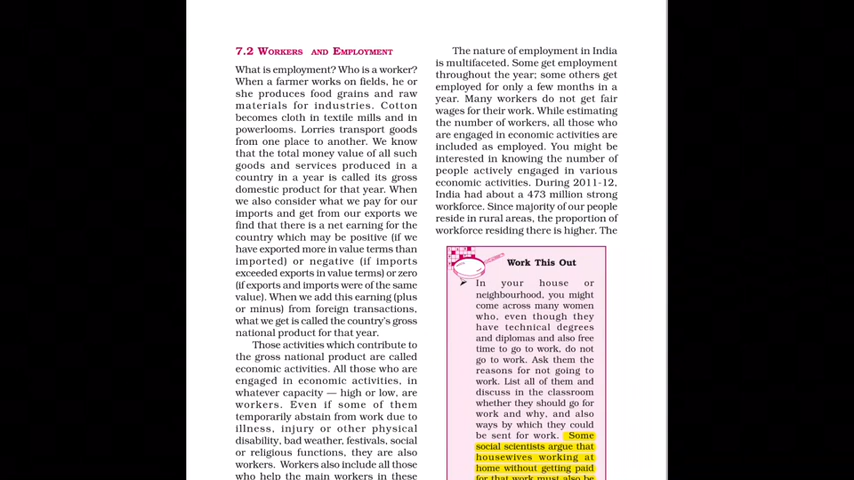 7.2 WORKERS AND EMPLOYMENT
What is employment? Who is a worker?
When a farmer works on fields, he or
she produces food grains and raw
materials for industries. Cotton
becomes cloth in textile mills and in
powerlooms. Lorries transport goods
from one place to another. We know
that the total money value of all such
goods and services produced in a
country in a year is called its gross
domestic product for that year. When
we also consider what we pay for our
imports and get from our exports we
find that there is a net earning for the
country which may be positive (if we
have exported more in value terms than
imported) or negative (if imports
exceeded exports in value terms) or zero
(if exports and imports were of the same
value). When we add this earning (plus
or minus) from foreign transactions,
what we get is called the country's gross
national product for that year.
Those activities which contribute to
the gross national product are called
economic activities. All those who are
engaged in economic activities, in
whatever capacity — high or low, are
workers. Even if some of them
temporarily abstain from work due to
illness, injury or other physical
disability, bad weather, festivals, social
or religious functions, they are also
workers. Workers also include all those
who help the main workers in these
The nature of employment in India
is multifaceted. Some get employment
throughout the year; some others get
employed for only a few months in a
year. Many workers do not get fair
wages for their work. While estimating
the number of workers, all those who
are engaged in economic activities are
included as employed. You might be
interested in knowing the number of
people actively engaged in various
economic activities. During 2011-12,
India had about a 473 million strong
workforce. Since majority of our people
reside in rural areas, the proportion of
workforce residing there is higher. The
Work This Out
➢ In your house or
neighbourhood, you might
come across many women
who, even though they
have technical degrees
and diplomas and also free
time to go to work, do not
go to work. Ask them the
reasons for not going to
work. List all of them and
discuss in the classroom
whether they should go for
work and why, and also
ways by which they could
be sent for work. Some
social scientists argue that
housewives working at
home without getting paid
for that work must also be